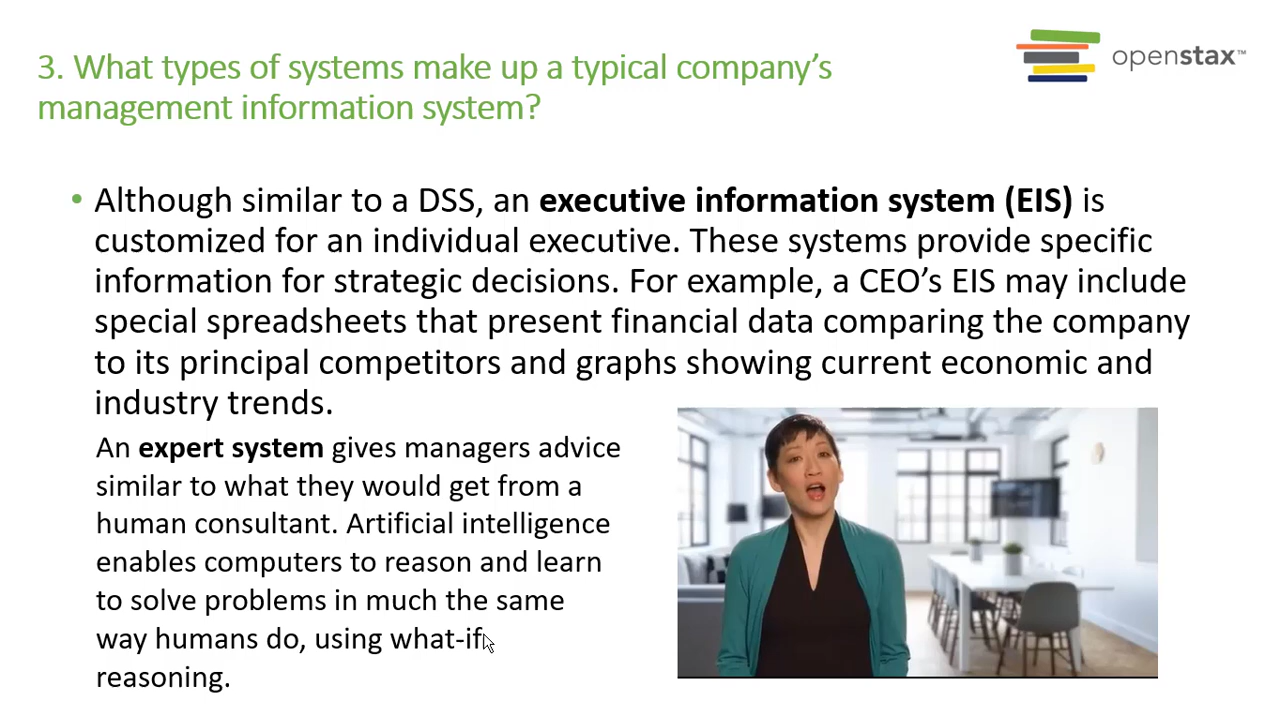 3. What types of systems make up a typical company’s
management information system?
openstax™
• Although similar to a DSS, an executive information system (EIS) is
customized for an individual executive. These systems provide specific
information for strategic decisions. For example, a CEO’s EIS may include
special spreadsheets that present financial data comparing the company
to its principal competitors and graphs showing current economic and
industry trends.
An expert system gives managers advice
similar to what they would get from a
human consultant. Artificial intelligence
enables computers to reason and learn
to solve problems in much the same
way humans do, using what-if
reasoning.